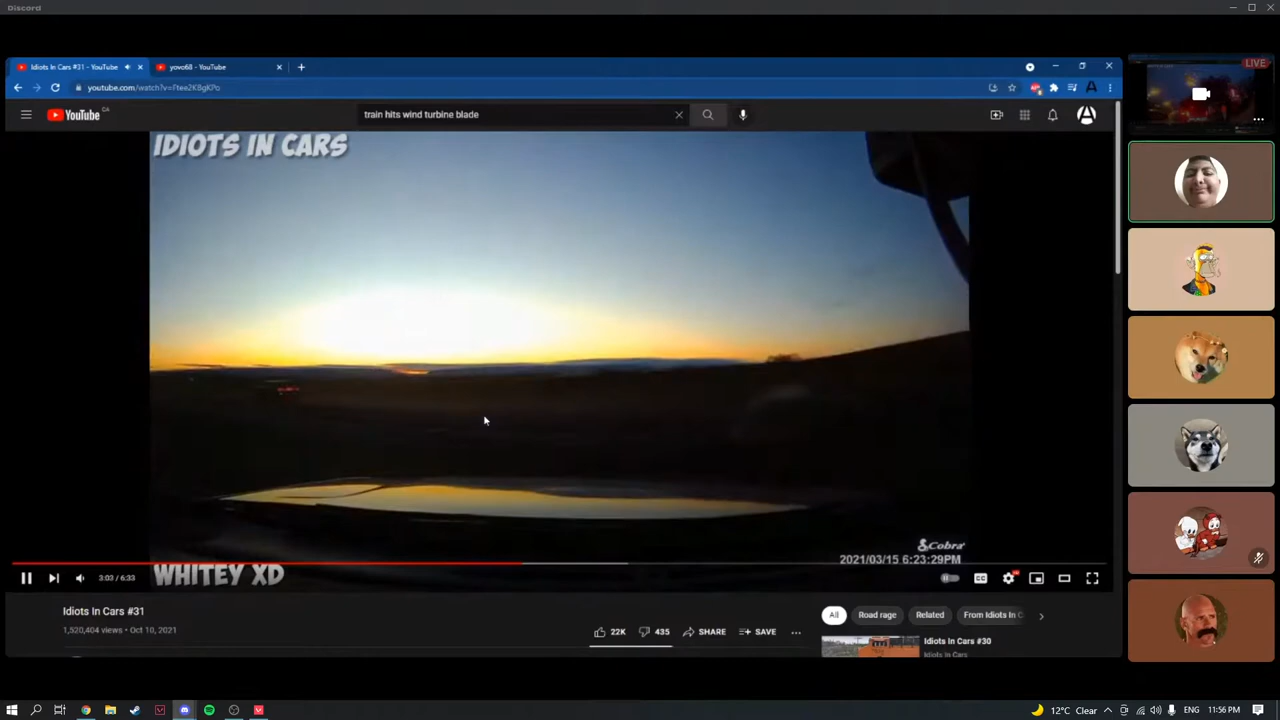 Discord
Idiots In Cars #31 - YouTube
yovo68 - YouTube
youtube.com/watch?v=Ftee2K8gKPo
YouTube CA
train hits wind turbine blade
LIVE
IDIOTS IN CARS
Cobra
2021/03/15 6:23:29PM
WHITEY XD
3:03 / 6:33
CC
Idiots In Cars #31
1,520,404 views • Oct 10, 2021
22K
435
SHARE
SAVE
All
Road rage
Related
From Idiots In C
Idiots In Cars #30
Idiots In Cars
12°C Clear
ENG
11:56 PM